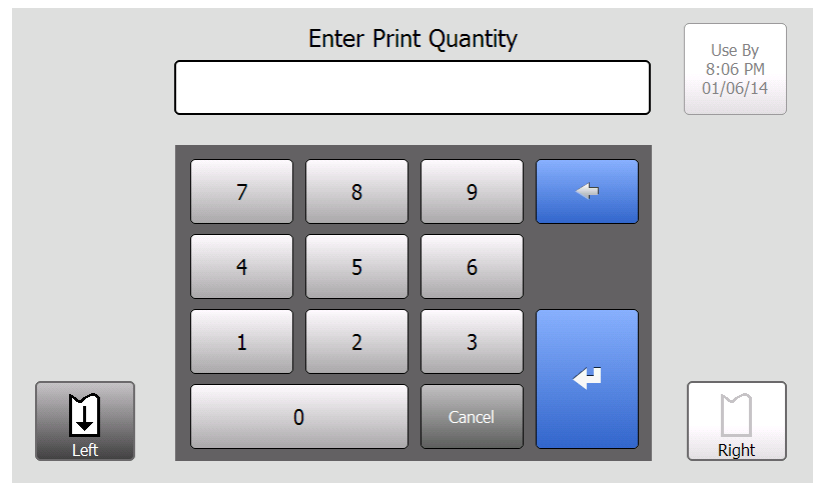 Enter Print Quantity
Use By
8:06 PM
01/06/14
7 8 9
4 5 6
1 2 3
0 Cancel
Left
Right